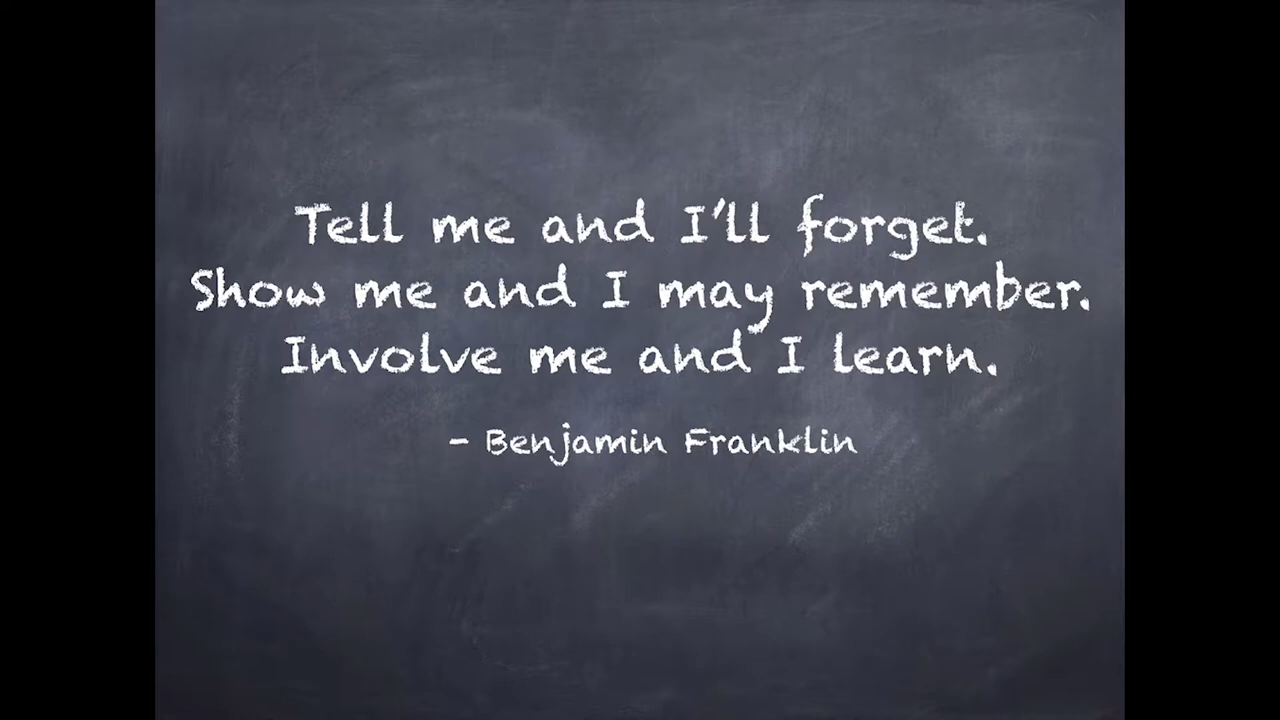 Tell me and I'll forget.
Show me and I may remember.
Involve me and I learn.
- Benjamin Franklin